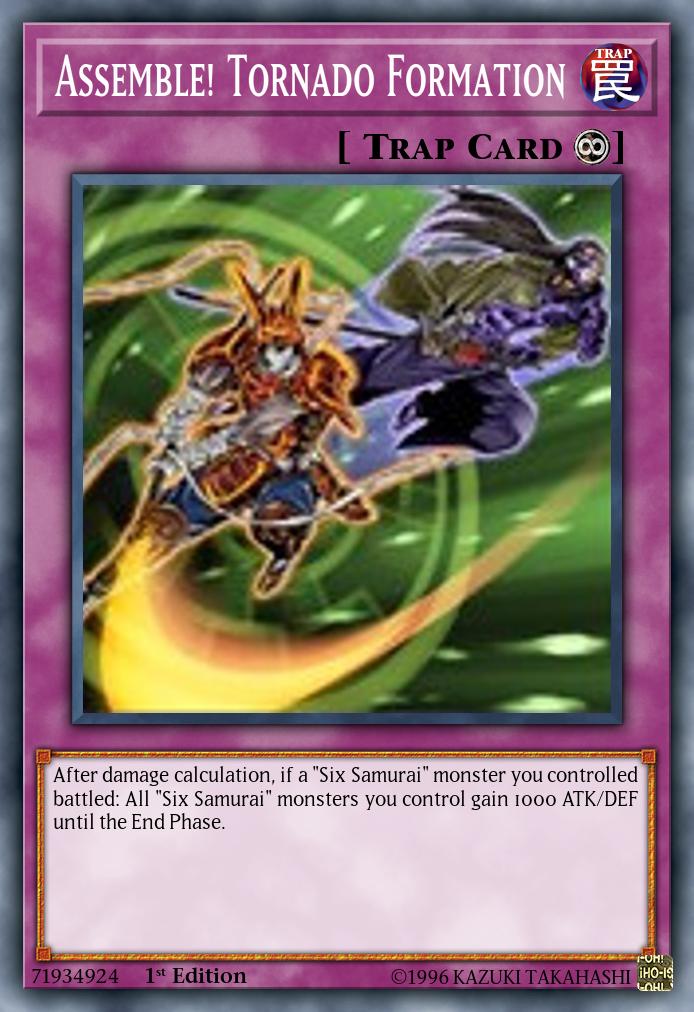 ASSEMBLE! TORNADO FORMATION
TRAP
罠
[ TRAP CARD ]
After damage calculation, if a "Six Samurai" monster you controlled
battled: All "Six Samurai" monsters you control gain 1000 ATK/DEF
until the End Phase.
71934924 1st Edition ©1996 KAZUKI TAKAHASHI